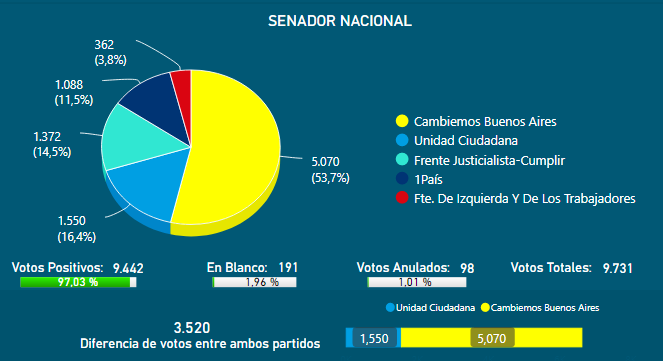 SENADOR NACIONAL
362
(3,8%)
1.088
(11,5%)
1.372
(14,5%)
1.550
(16,4%)
5.070
(53,7%)
Cambiemos Buenos Aires
Unidad Ciudadana
Frente Justicialista-Cumplir
1País
Fte. De Izquierda Y De Los Trabajadores
Votos Positivos: 9.442
97,03 %
En Blanco: 191
1,96 %
Votos Anulados: 98
1,01 %
Votos Totales: 9.731
Unidad Ciudadana Cambiemos Buenos Aires
3.520
Diferencia de votos entre ambos partidos
1,550 5,070